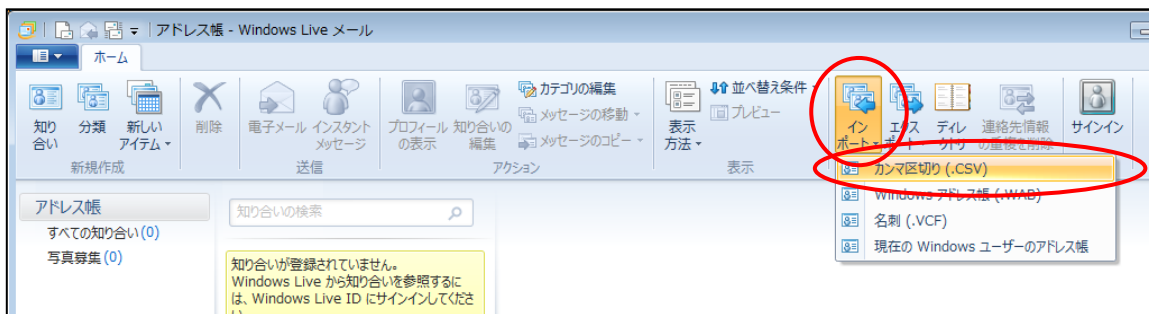 アドレス帳 - Windows Live メール
ホーム
知り合い
分類
新しいアイテム
新規作成
削除
電子メール
インスタント メッセージ
送信
プロフィールの表示
知り合いの編集
カテゴリの編集
メッセージの移動
メッセージのコピー
アクション
表示方法
並べ替え条件
プレビュー
表示
インポート
エクスポート
ディレクトリ
連絡先情報の重複を削除
サインイン
カンマ区切り (.CSV)
Windows アドレス帳 (.WAB)
名刺 (.VCF)
現在の Windows ユーザーのアドレス帳
アドレス帳
すべての知り合い (0)
写真募集 (0)
知り合いの検索
知り合いが登録されていません。
Windows Live から知り合いを参照するに
は、Windows Live ID にサインインしてくださ